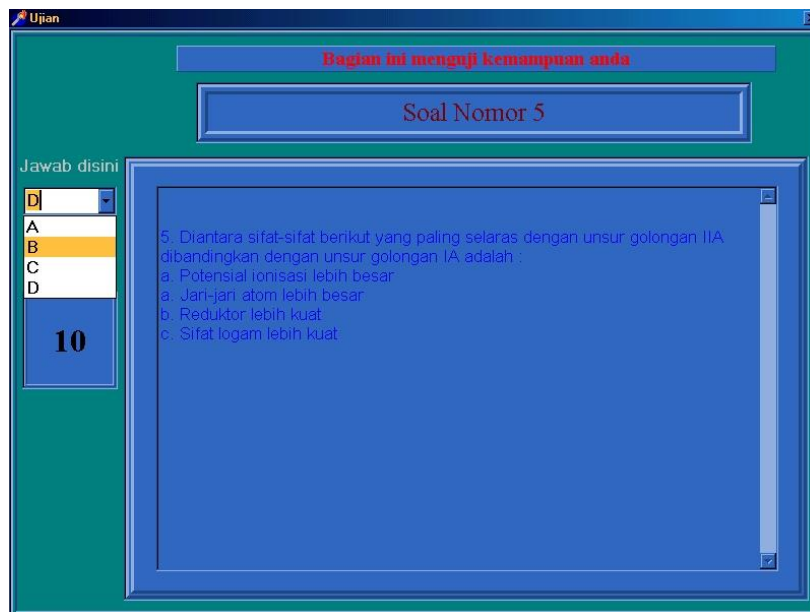 Ujian
Bagian ini menguji kemampuan anda
Soal Nomor 5
Jawab disini
D
A
B
C
D
10
5. Diantara sifat-sifat berikut yang paling selaras dengan unsur golongan IIA
dibandingkan dengan unsur golongan IA adalah :
a. Potensial ionisasi lebih besar
a. Jari-jari atom lebih besar
b. Reduktor lebih kuat
c. Sifat logam lebih kuat